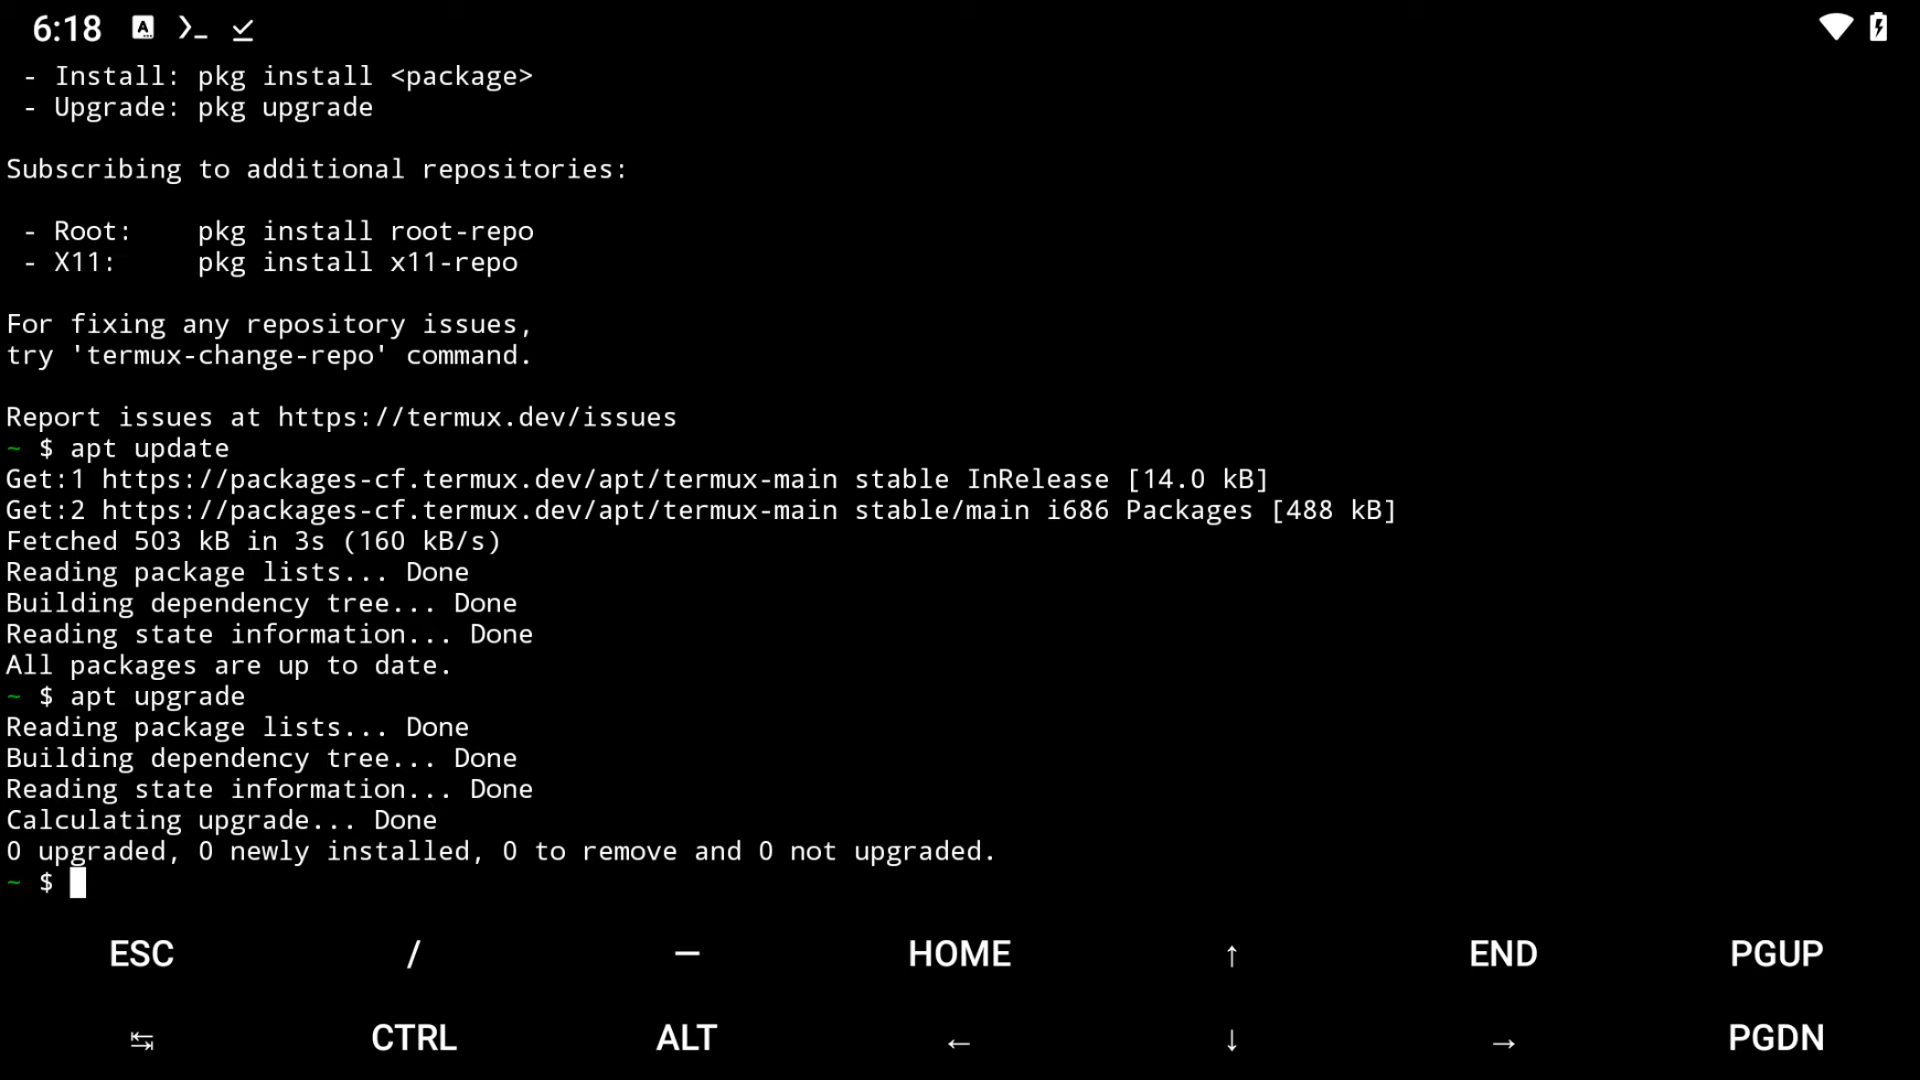 6:18
- Install: pkg install <package>
- Upgrade: pkg upgrade
Subscribing to additional repositories:
- Root:    pkg install root-repo
- X11:     pkg install x11-repo
For fixing any repository issues,
try 'termux-change-repo' command.
Report issues at https://termux.dev/issues
~ $ apt update
Get:1 https://packages-cf.termux.dev/apt/termux-main stable InRelease [14.0 kB]
Get:2 https://packages-cf.termux.dev/apt/termux-main stable/main i686 Packages [488 kB]
Fetched 503 kB in 3s (160 kB/s)
Reading package lists... Done
Building dependency tree... Done
Reading state information... Done
All packages are up to date.
~ $ apt upgrade
Reading package lists... Done
Building dependency tree... Done
Reading state information... Done
Calculating upgrade... Done
0 upgraded, 0 newly installed, 0 to remove and 0 not upgraded.
~ $
ESC / — HOME ↑ END PGUP
↹ CTRL ALT ← ↓ → PGDN